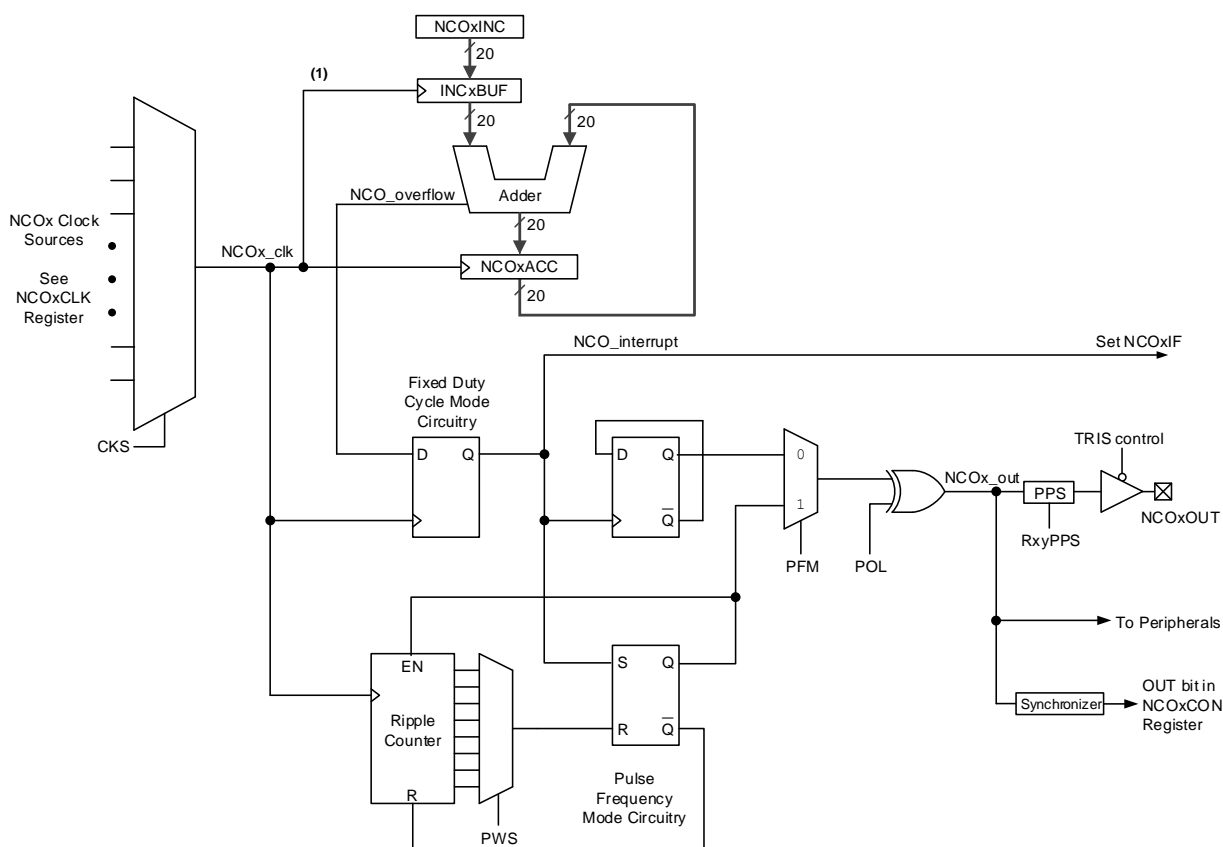 NCOxINC
20
(1)
INCxBUF
20
20
Adder
NCO_overflow
20
NCOx Clock
Sources
See
NCOxCLK
Register
NCOx_clk
NCOxACC
20
NCO_interrupt
Set NCOxIF
Fixed Duty
Cycle Mode
Circuitry
CKS
D
Q
D
Q
Q
0
1
PFM
POL
NCOx_out
TRIS control
PPS
RxyPPS
NCOxOUT
To Peripherals
EN
Ripple
Counter
R
PWS
S
Q
R
Q
Pulse
Frequency
Mode Circuitry
Synchronizer
OUT bit in
NCOxCON
Register